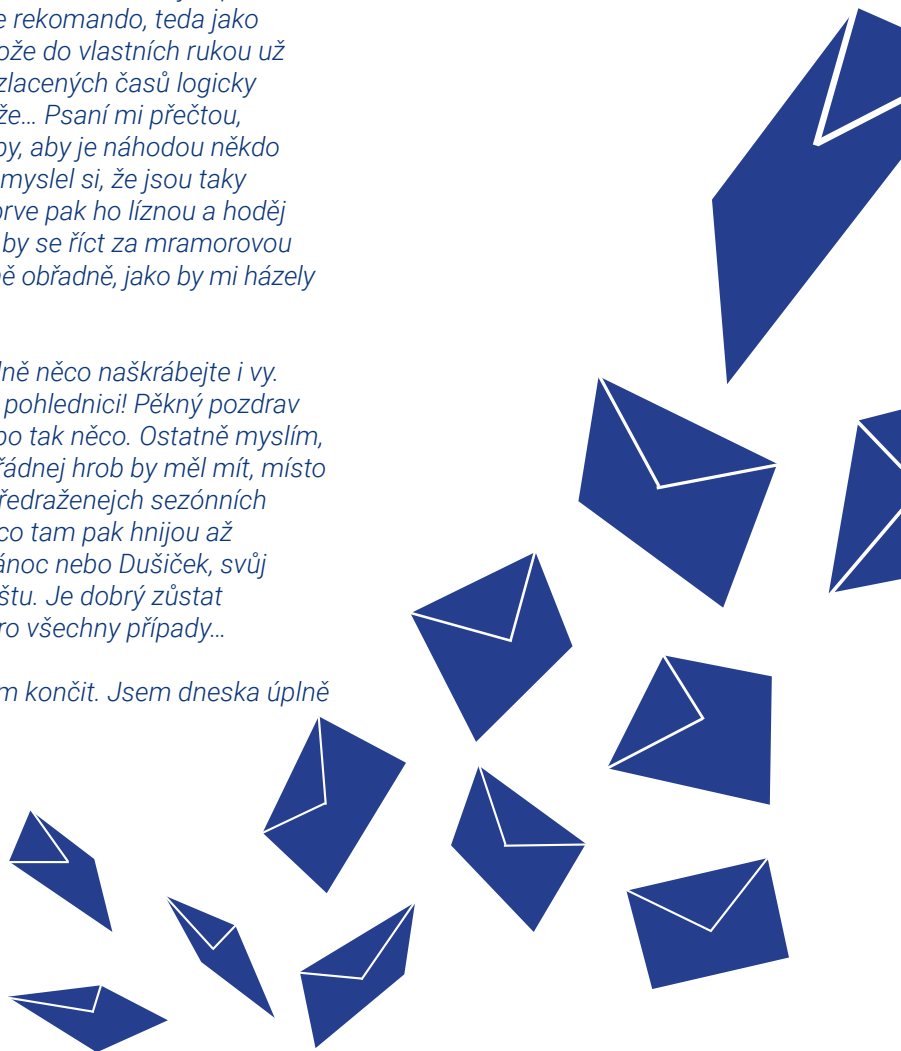 e rekomando, teda jako
ože do vlastních rukou už
zlacených časů logicky
že… Psaní mi přečtou,
by, aby je náhodou někdo
myslel si, že jsou taky
prve pak ho líznou a hoděj
by se říct za mramorovou
ně obřadně, jako by mi házely
lně něco naškrábejte i vy.
pohlednici! Pěkný pozdrav
bo tak něco. Ostatně myslím,
řádnej hrob by měl mít, místo
ředraženejch sezónních
co tam pak hnijou až
ánoc nebo Dušiček, svůj
štu. Je dobrý zůstat
ro všechny případy…
m končit. Jsem dneska úplně